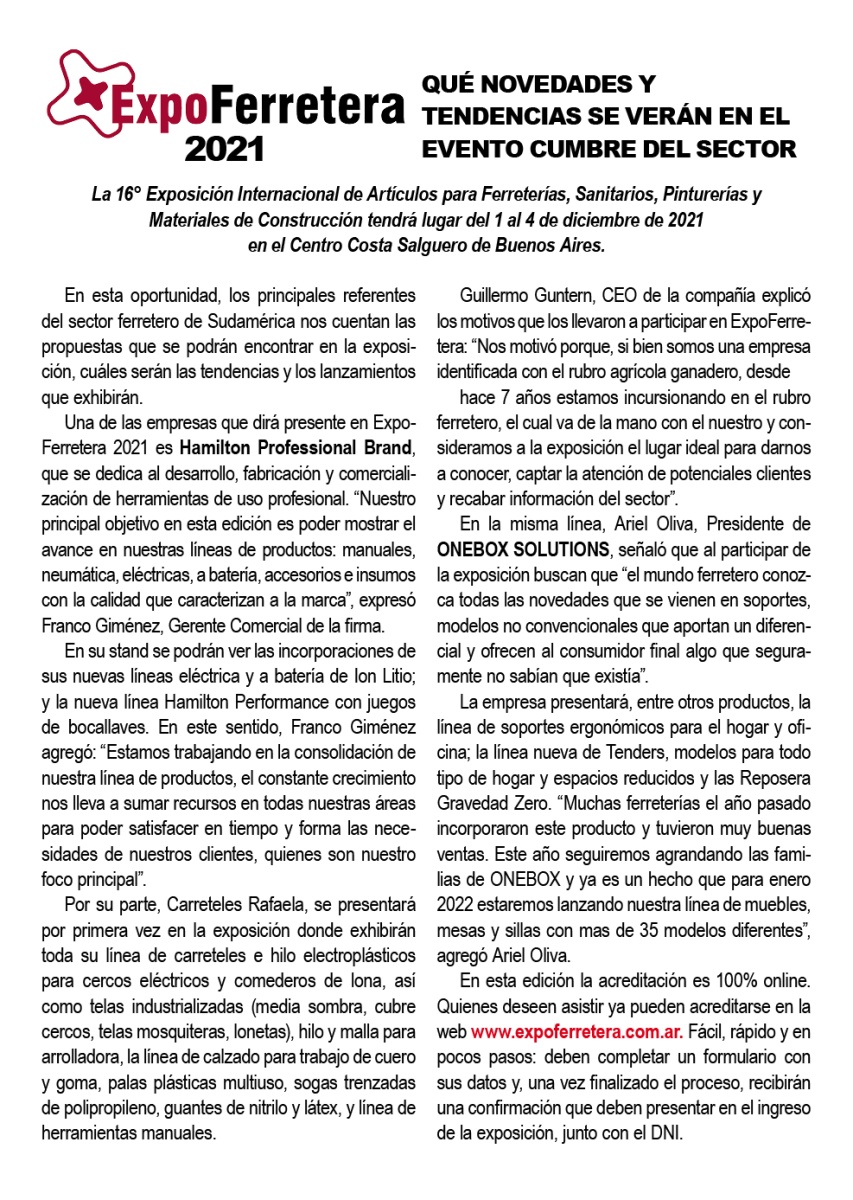 ExpoFerretera
2021
QUÉ NOVEDADES Y
TENDENCIAS SE VERÁN EN EL
EVENTO CUMBRE DEL SECTOR
La 16° Exposición Internacional de Artículos para Ferreterías, Sanitarios, Pinturerías y
Materiales de Construcción tendrá lugar del 1 al 4 de diciembre de 2021
en el Centro Costa Salguero de Buenos Aires.
En esta oportunidad, los principales referentes
del sector ferretero de Sudamérica nos cuentan las
propuestas que se podrán encontrar en la exposi-
ción, cuáles serán las tendencias y los lanzamientos
que exhibirán.
Una de las empresas que dirá presente en Expo-
Ferretera 2021 es Hamilton Professional Brand,
que se dedica al desarrollo, fabricación y comerciali-
zación de herramientas de uso profesional. “Nuestro
principal objetivo en esta edición es poder mostrar el
avance en nuestras líneas de productos: manuales,
neumática, eléctricas, a batería, accesorios e insumos
con la calidad que caracterizan a la marca”, expresó
Franco Giménez, Gerente Comercial de la firma.
En su stand se podrán ver las incorporaciones de
sus nuevas líneas eléctrica y a batería de Ion Litio;
y la nueva línea Hamilton Performance con juegos
de bocallaves. En este sentido, Franco Giménez
agregó: “Estamos trabajando en la consolidación de
nuestra línea de productos, el constante crecimiento
nos lleva a sumar recursos en todas nuestras áreas
para poder satisfacer en tiempo y forma las nece-
sidades de nuestros clientes, quienes son nuestro
foco principal”.
Por su parte, Carreteles Rafaela, se presentará
por primera vez en la exposición donde exhibirán
toda su línea de carreteles e hilo electroplásticos
para cercos eléctricos y comederos de lona, así
como telas industrializadas (media sombra, cubre
cercos, telas mosquiteras, lonetas), hilo y malla para
arrolladora, la línea de calzado para trabajo de cuero
y goma, palas plásticas multiuso, sogas trenzadas
de polipropileno, guantes de nitrilo y látex, y línea de
herramientas manuales.
Guillermo Guntern, CEO de la compañía explicó
los motivos que los llevaron a participar en ExpoFerre-
tera: “Nos motivó porque, si bien somos una empresa
identificada con el rubro agrícola ganadero, desde
hace 7 años estamos incursionando en el rubro
ferretero, el cual va de la mano con el nuestro y con-
sideramos a la exposición el lugar ideal para darnos
a conocer, captar la atención de potenciales clientes
y recabar información del sector”.
En la misma línea, Ariel Oliva, Presidente de
ONEBOX SOLUTIONS, señaló que al participar de
la exposición buscan que “el mundo ferretero conoz-
ca todas las novedades que se vienen en soportes,
modelos no convencionales que aportan un diferen-
cial y ofrecen al consumidor final algo que segura-
mente no sabían que existía”.
La empresa presentará, entre otros productos, la
línea de soportes ergonómicos para el hogar y ofi-
cina; la línea nueva de Tenders, modelos para todo
tipo de hogar y espacios reducidos y las Reposera
Gravedad Zero. “Muchas ferreterías el año pasado
incorporaron este producto y tuvieron muy buenas
ventas. Este año seguiremos agrandando las fami-
lias de ONEBOX y ya es un hecho que para enero
2022 estaremos lanzando nuestra línea de muebles,
mesas y sillas con mas de 35 modelos diferentes”,
agregó Ariel Oliva.
En esta edición la acreditación es 100% online.
Quienes deseen asistir ya pueden acreditarse en la
web www.expoferretera.com.ar. Fácil, rápido y en
pocos pasos: deben completar un formulario con
sus datos y, una vez finalizado el proceso, recibirán
una confirmación que deben presentar en el ingreso
de la exposición, junto con el DNI.